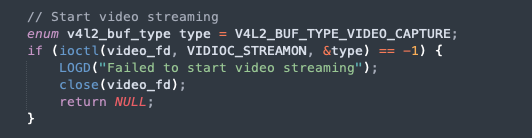 // Start video streaming
enum v4l2_buf_type type = V4L2_BUF_TYPE_VIDEO_CAPTURE;
if (ioctl(video_fd, VIDIOC_STREAMON, &type) == -1) {
    LOGD("Failed to start video streaming");
    close(video_fd);
    return NULL;
}